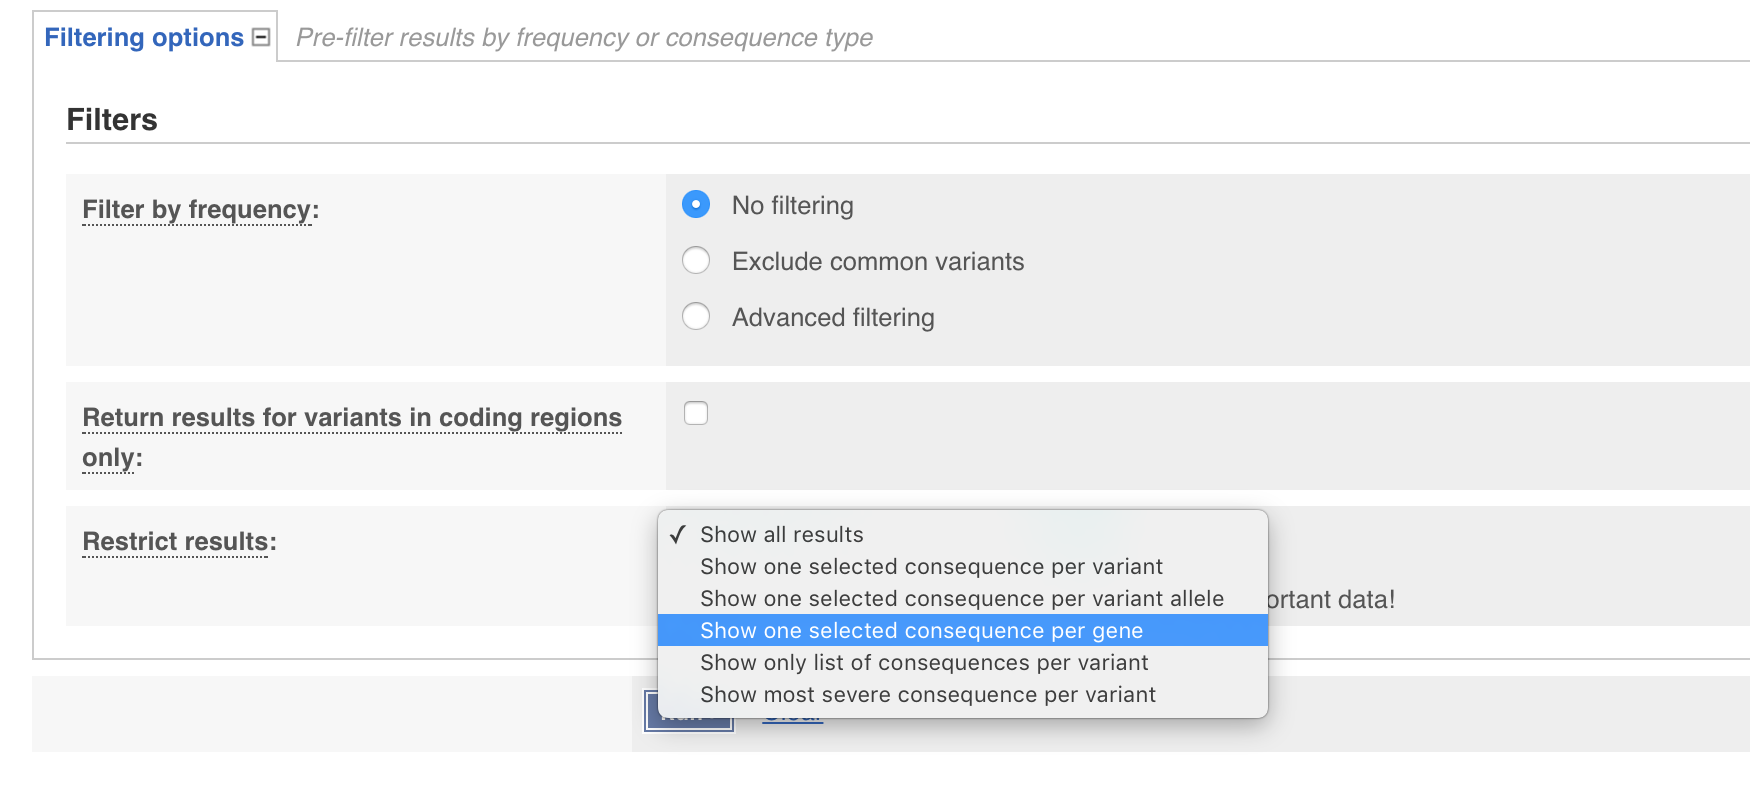 Filtering options Pre-filter results by frequency or consequence type
Filters
Filter by frequency:
No filtering
Exclude common variants
Advanced filtering
Return results for variants in coding regions
only:
Restrict results:
✓ Show all results
Show one selected consequence per variant
Show one selected consequence per variant allele
ortant data!
Show one selected consequence per gene
Show only list of consequences per variant
Show most severe consequence per variant